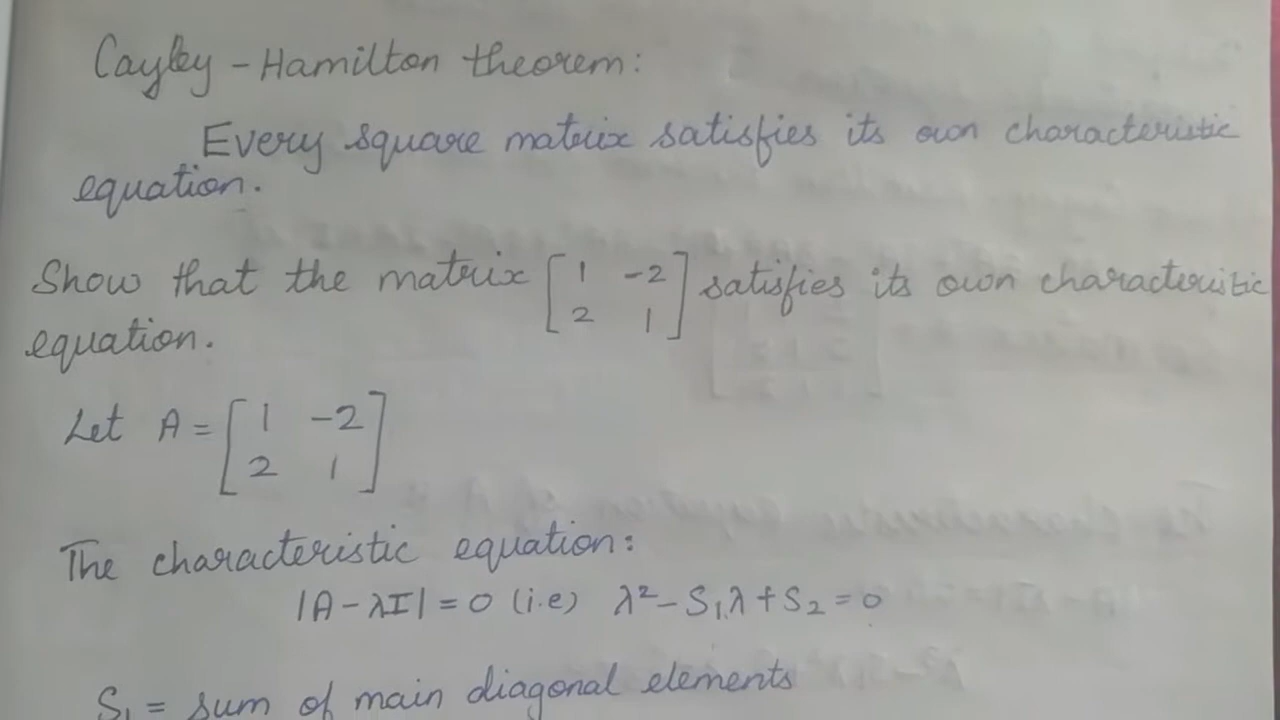 Cayley - Hamilton theorem:
Every square matrix satisfies its own characteristic
equation.
Show that the matrix [1 -2; 2 1] satisfies its own characteristic
equation.
Let A = [1 -2; 2 1]
The characteristic equation:
|A - λI| = 0 (i.e) λ² - S₁λ + S₂ = 0
S₁ = sum of main diagonal elements